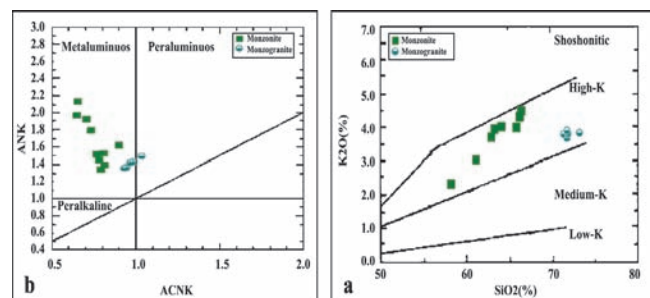 3.0
2.8
2.6
2.4
2.2
2.0
1.8
1.6
1.4
1.2
1.0
0.8
0.6
0.4
ANK
Metaluminuos
Peraluminuos
Monzonite
Monzogranite
Peralkaline
0.5
1.0
1.5
2.0
ACNK
b
7.0
6.0
5.0
4.0
3.0
2.0
1.0
0.0
K2O(%)
Monzonite
Monzogranite
Shoshonitic
High-K
Medium-K
Low-K
50
60
70
80
SiO2(%)
a